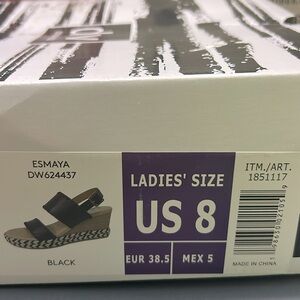 ESMAYA
DW624437
BLACK
LADIES' SIZE
US 8
EUR 38.5
MEX 5
ITM./ART.
1851117
MADE IN CHINA